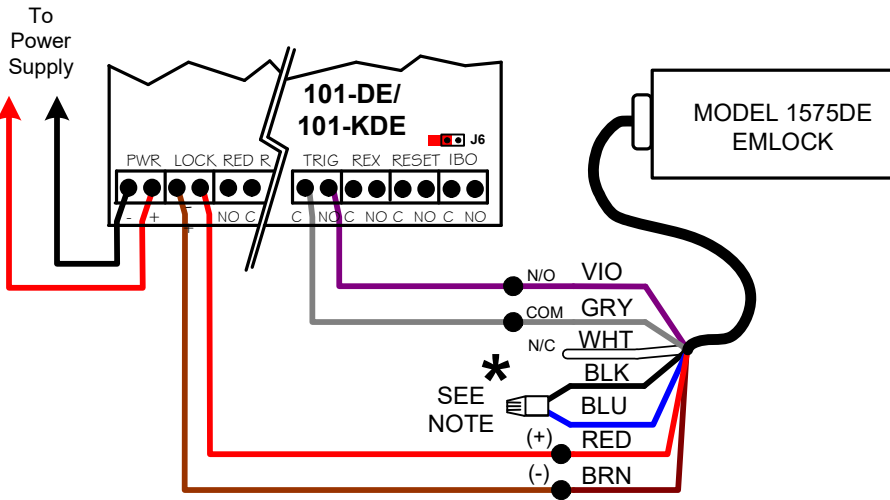 To
Power
Supply
101-DE/
101-KDE
J6
PWR LOCK RED R TRIG REX RESET IBO
- + - + NO C C NO C NO C NO C NO
MODEL 1575DE
EMLOCK
N/O VIO
COM GRY
N/C WHT
BLK
* SEE
NOTE
BLU
(+) RED
(-) BRN